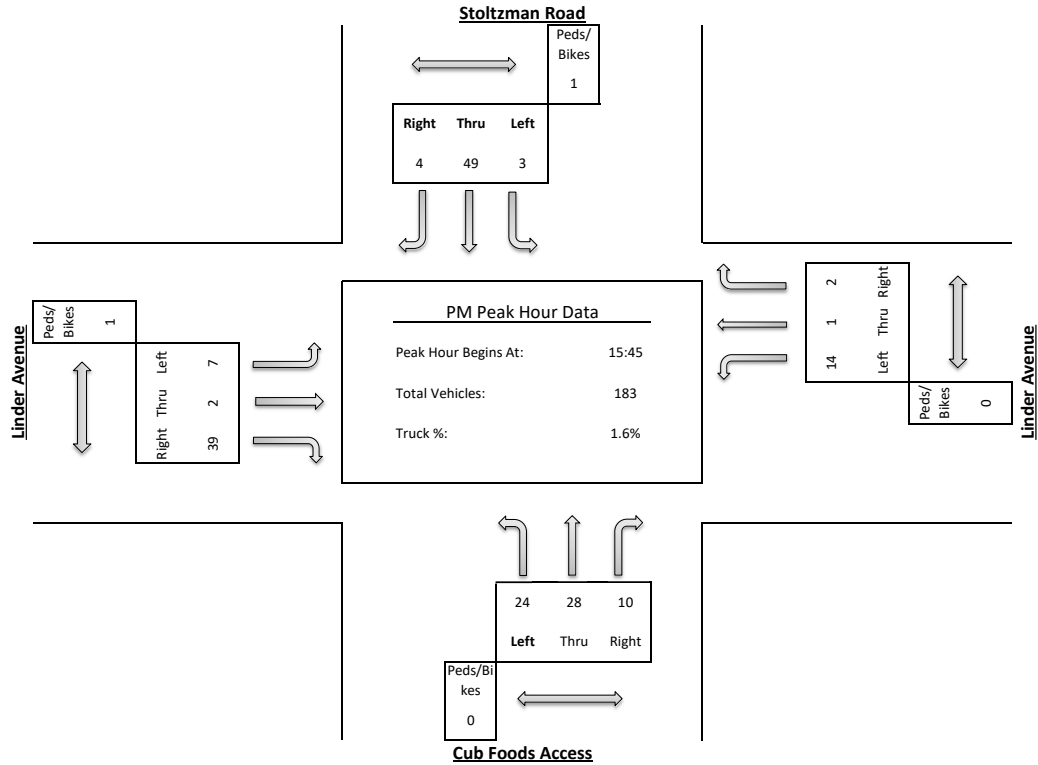 Stoltzman Road
Peds/
Bikes
1
Right Thru Left
4 49 3
Linder Avenue
Peds/
Bikes
1
Left 7
Thru 2
Right 39
PM Peak Hour Data
Peak Hour Begins At: 15:45
Total Vehicles: 183
Truck %: 1.6%
2 Right
1 Thru
14 Left
Peds/
Bikes
0
Linder Avenue
24 28 10
Left Thru Right
Peds/Bi
kes
0
Cub Foods Access